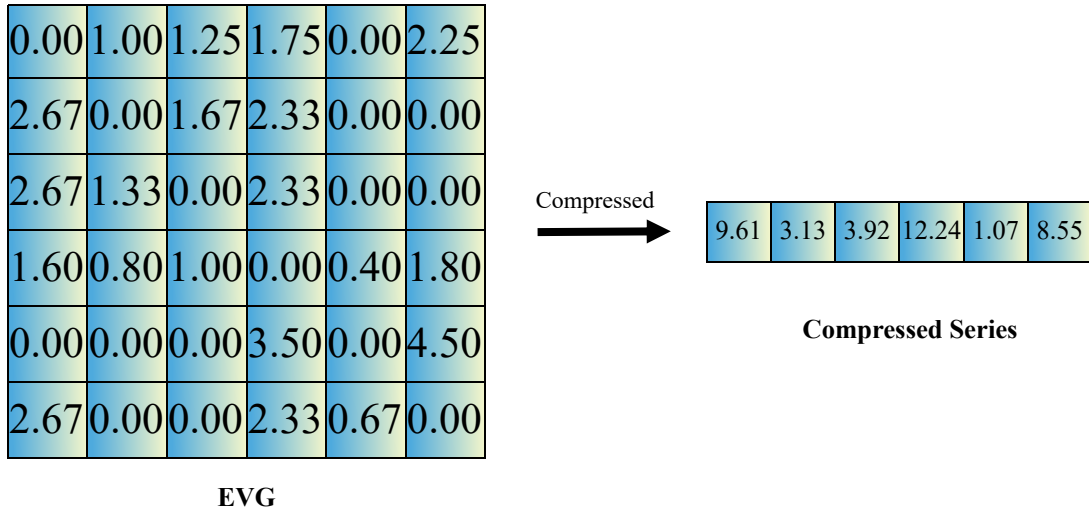 0.00 1.00 1.25 1.75 0.00 2.25
2.67 0.00 1.67 2.33 0.00 0.00
2.67 1.33 0.00 2.33 0.00 0.00
1.60 0.80 1.00 0.00 0.40 1.80
0.00 0.00 0.00 3.50 0.00 4.50
2.67 0.00 0.00 2.33 0.67 0.00
EVG
Compressed
9.61 3.13 3.92 12.24 1.07 8.55
Compressed Series